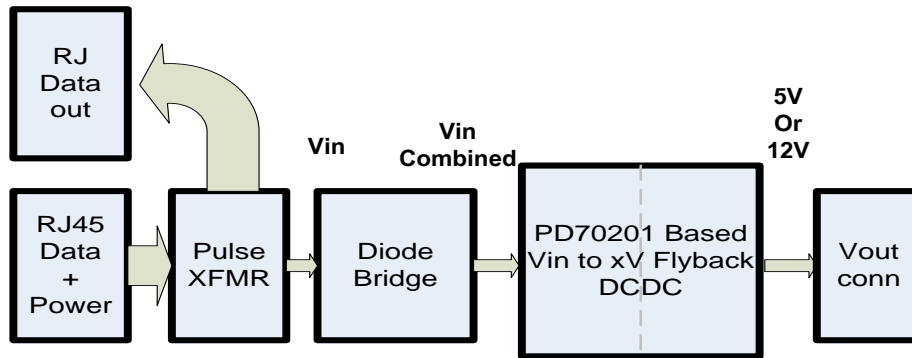 RJ
Data
out
RJ45
Data
+
Power
Pulse
XFMR
Vin
Diode
Bridge
Vin
Combined
PD70201 Based
Vin to xV Flyback
DCDC
5V
Or
12V
Vout
conn